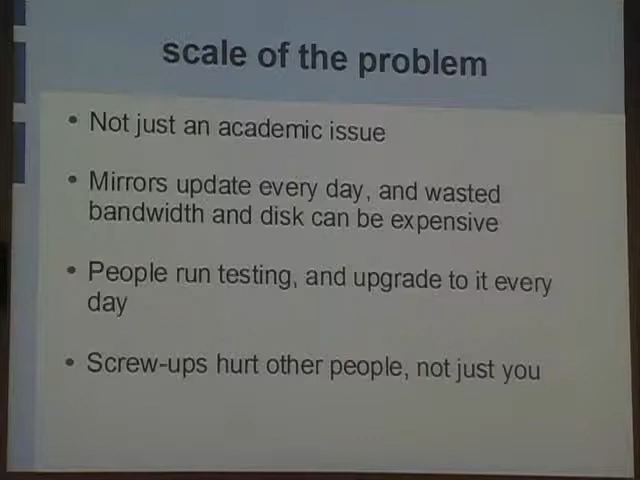 scale of the problem
• Not just an academic issue
• Mirrors update every day, and wasted
bandwidth and disk can be expensive
• People run testing, and upgrade to it every
day
• Screw-ups hurt other people, not just you